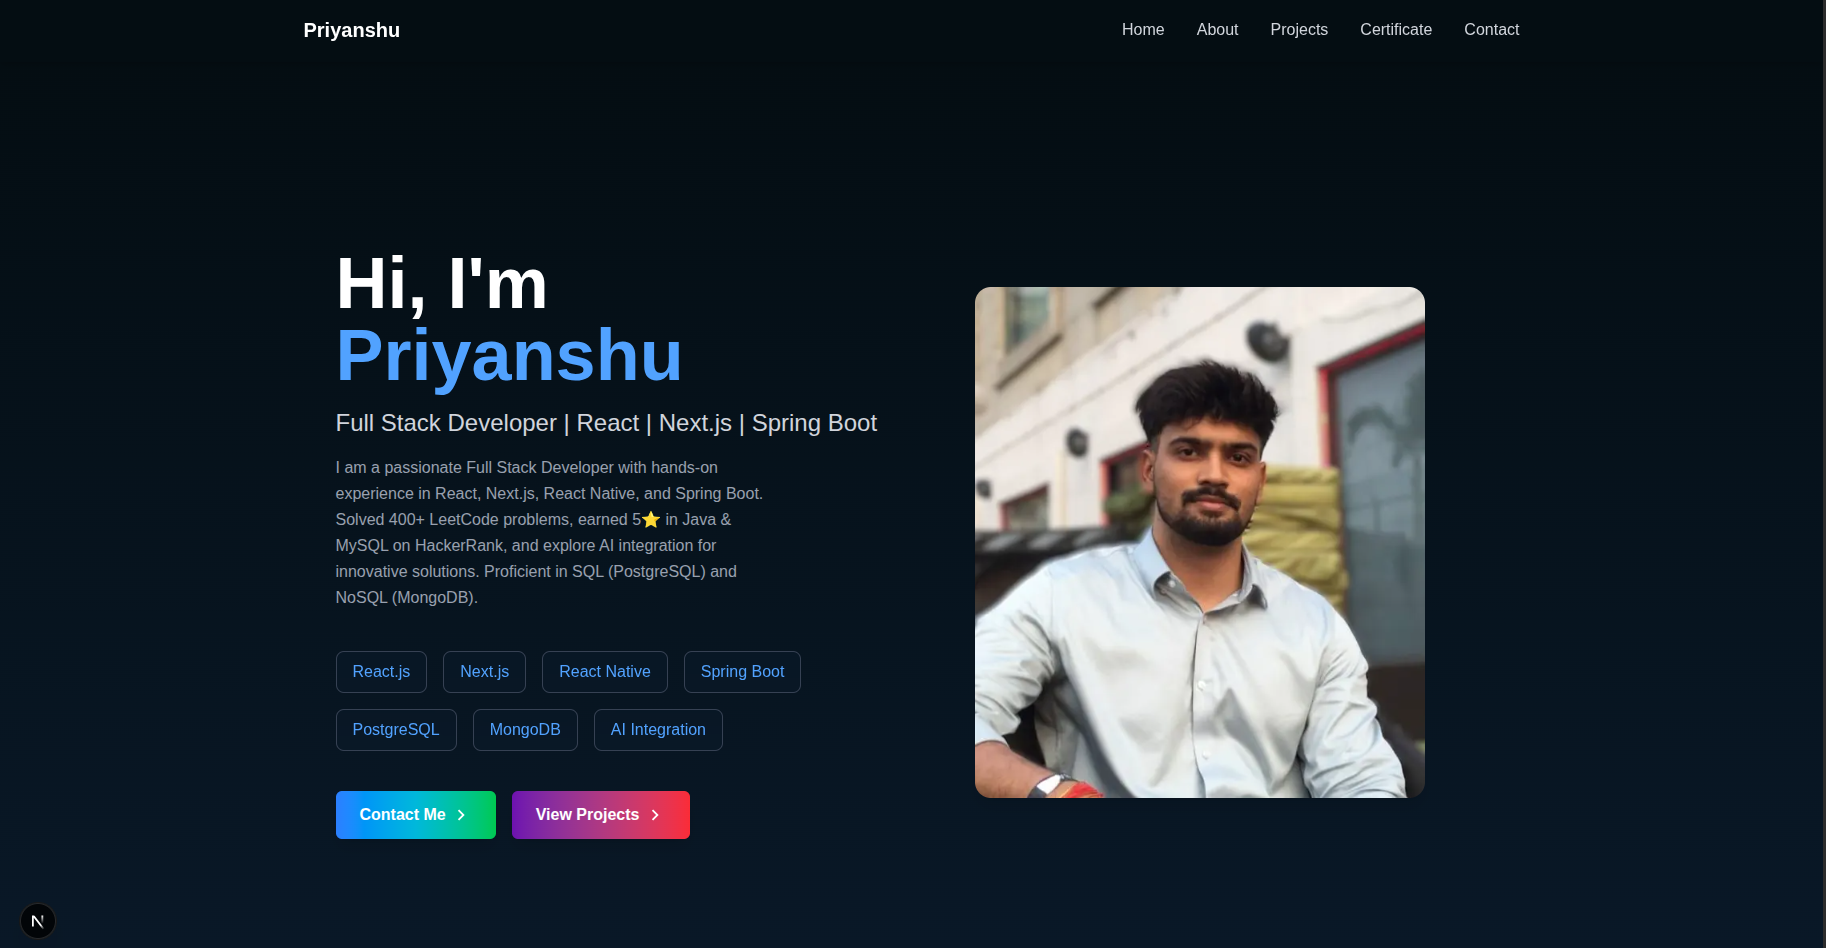 Priyanshu
Home About Projects Certificate Contact
Hi, I'm
Priyanshu
Full Stack Developer | React | Next.js | Spring Boot
I am a passionate Full Stack Developer with hands-on
experience in React, Next.js, React Native, and Spring Boot.
Solved 400+ LeetCode problems, earned 5⭐ in Java &
MySQL on HackerRank, and explore AI integration for
innovative solutions. Proficient in SQL (PostgreSQL) and
NoSQL (MongoDB).
React.js Next.js React Native Spring Boot
PostgreSQL MongoDB AI Integration
Contact Me View Projects
N